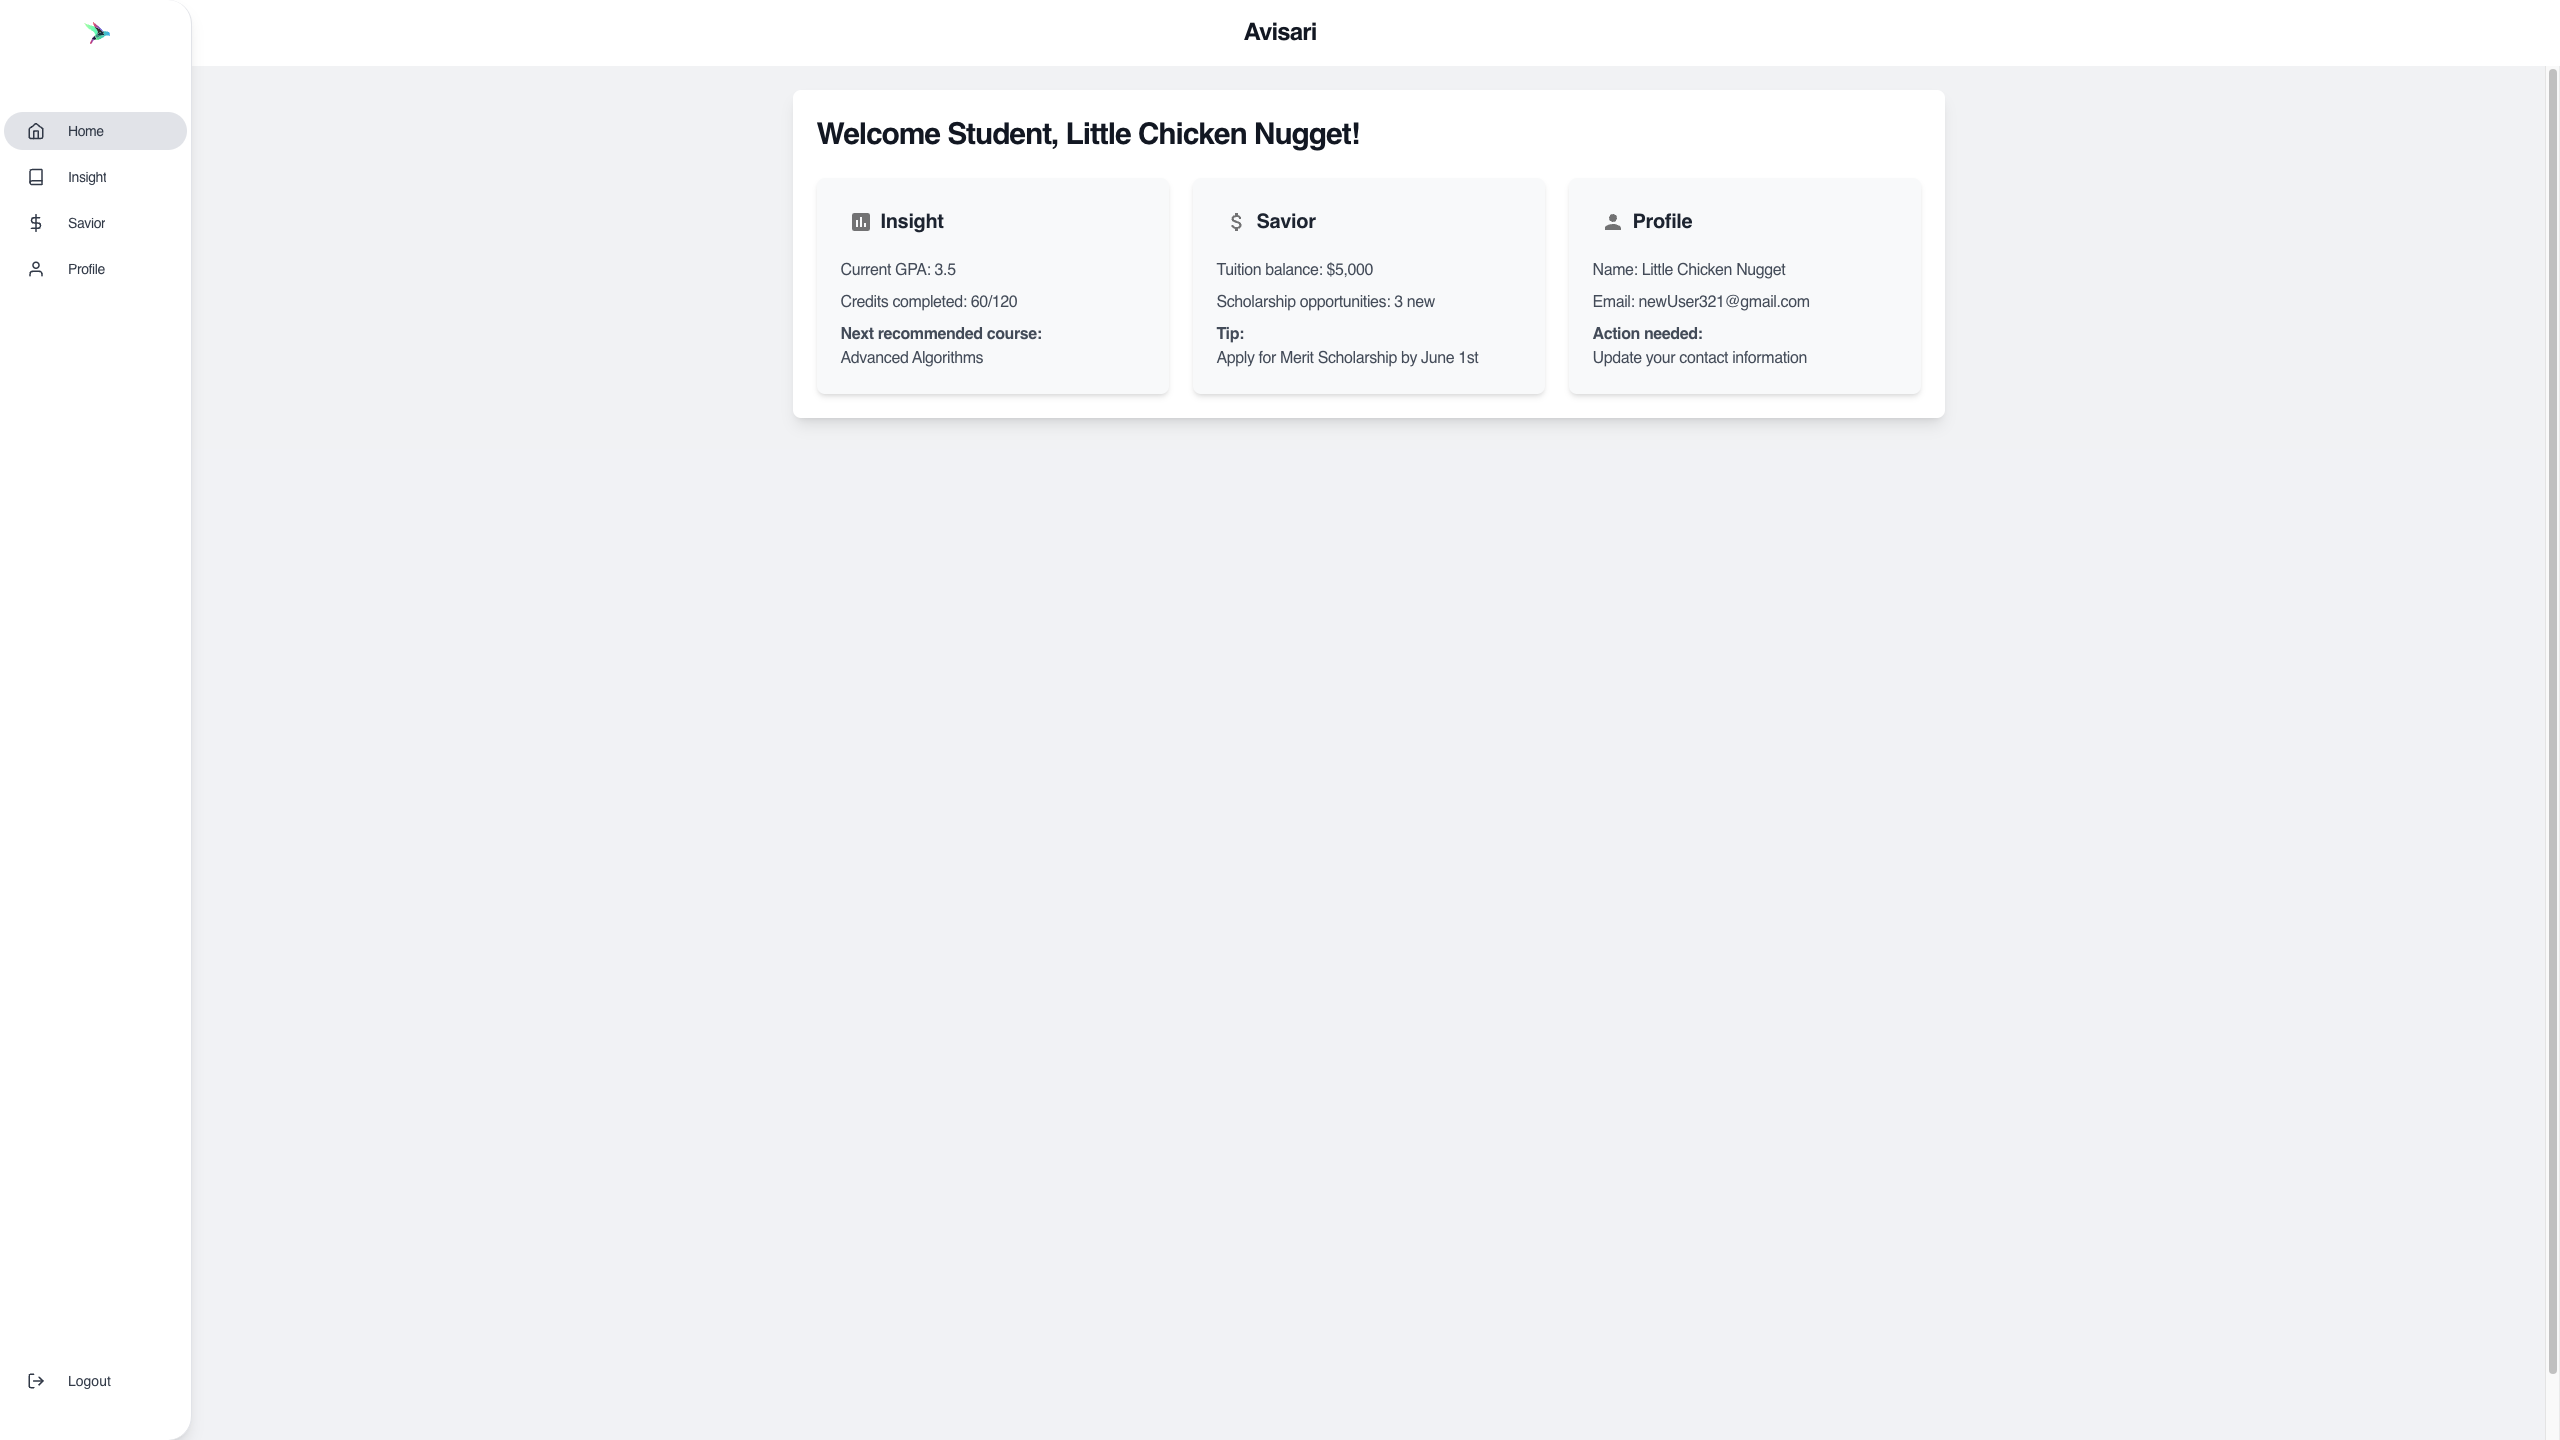 Avisari
Home
Insight
Savior
Profile
Logout
Welcome Student, Little Chicken Nugget!
Insight
Current GPA: 3.5
Credits completed: 60/120
Next recommended course:
Advanced Algorithms
Savior
Tuition balance: $5,000
Scholarship opportunities: 3 new
Tip:
Apply for Merit Scholarship by June 1st
Profile
Name: Little Chicken Nugget
Email: newUser321@gmail.com
Action needed:
Update your contact information